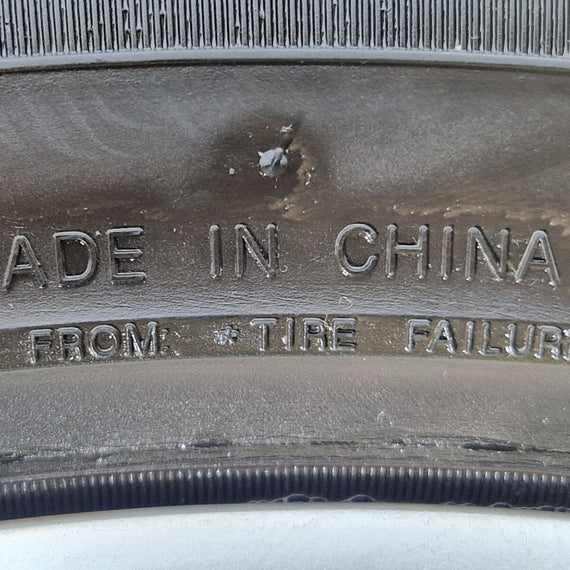 ADE IN CHINA
FROM: * TIRE FAILUR